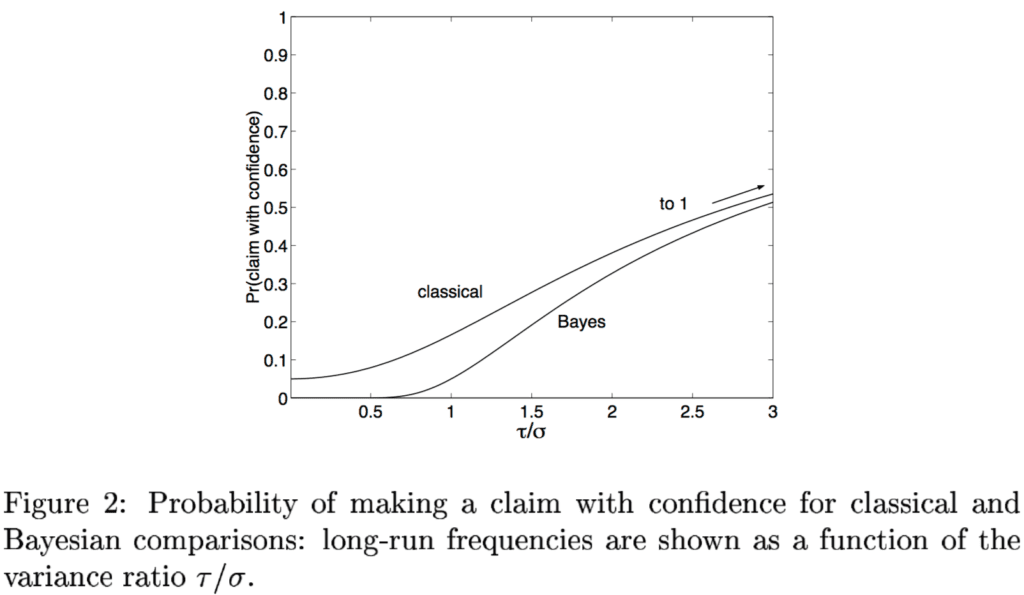 1
0.9
0.8
0.7
0.6
0.5
0.4
0.3
0.2
0.1
0
Pr(claim with confidence)
to 1
classical
Bayes
0.5 1 1.5 2 2.5 3
τ/σ
Figure 2: Probability of making a claim with confidence for classical and
Bayesian comparisons: long-run frequencies are shown as a function of the
variance ratio τ/σ.